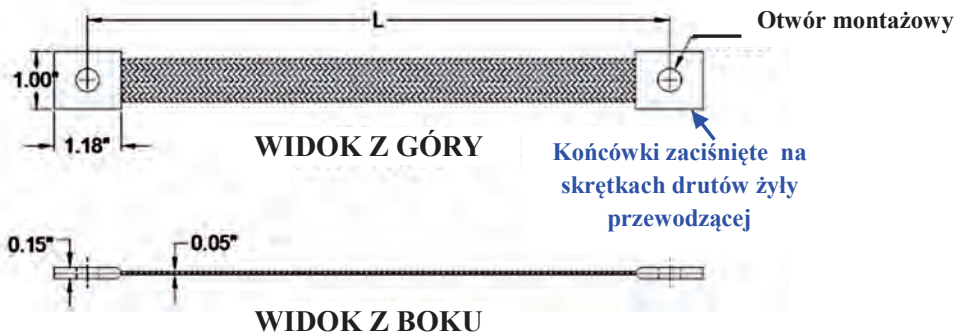 L
Otwór montażowy
1.00"
1.18"
WIDOK Z GÓRY
Końcówki zaciśnięte na
skrętkach drutów żyły
przewodzącej
0.15"
0.05"
WIDOK Z BOKU